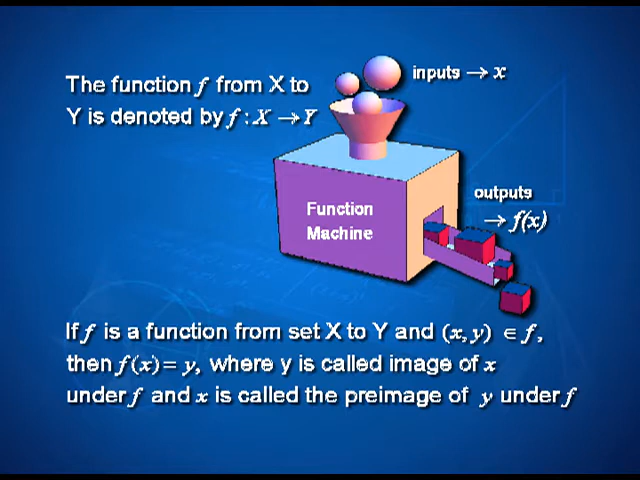 The function f from X to
Y is denoted by f : X → Y
inputs → x
Function
Machine
outputs
→ f(x)
If f is a function from set X to Y and (x, y) ∈ f,
then f (x) = y, where y is called image of x
under f and x is called the preimage of y under f